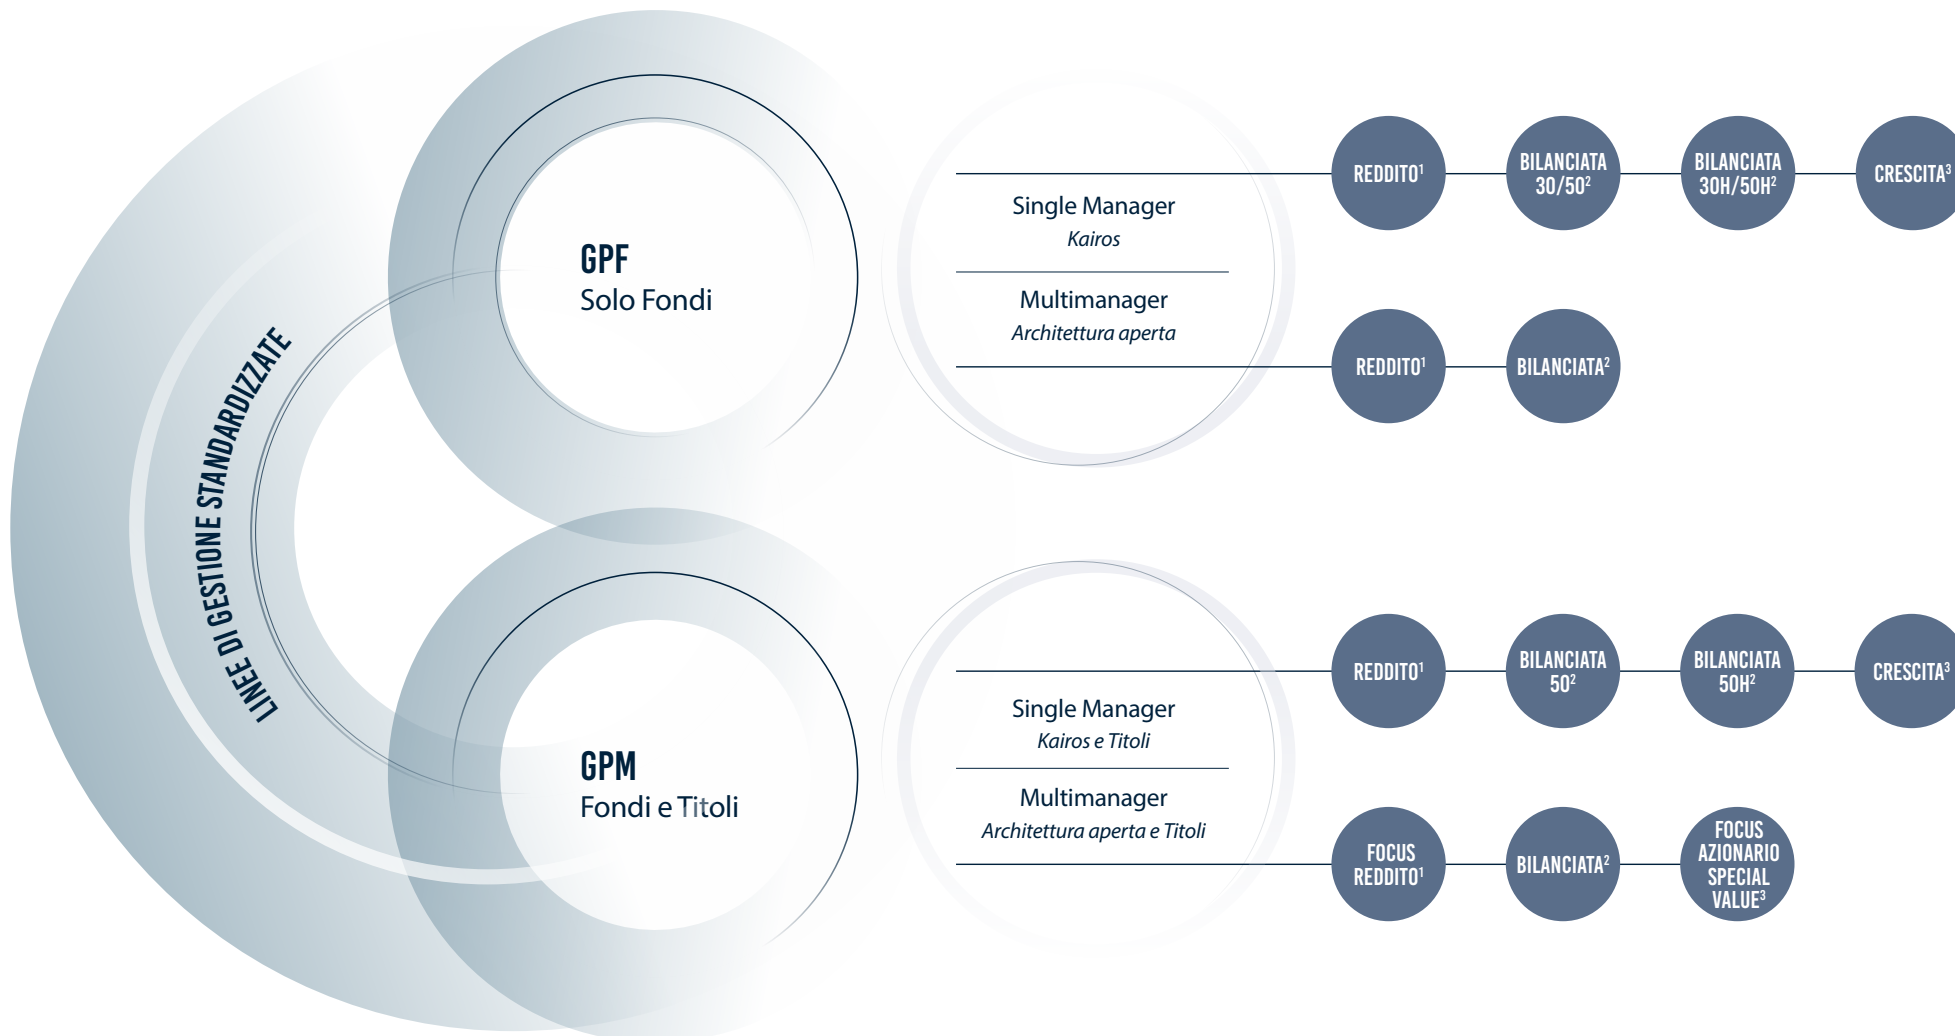 LINEE DI GESTIONE STANDARDIZZATE
GPF
Solo Fondi
Single Manager
Kairos
Multimanager
Architettura aperta
REDDITO¹
BILANCIATA
30/50²
BILANCIATA
30H/50H²
CRESCITA³
REDDITO¹
BILANCIATA²
GPM
Fondi e Titoli
Single Manager
Kairos e Titoli
Multimanager
Architettura aperta e Titoli
REDDITO¹
BILANCIATA
50²
BILANCIATA
50H²
CRESCITA³
FOCUS
REDDITO¹
BILANCIATA²
FOCUS
AZIONARIO
SPECIAL
VALUE³